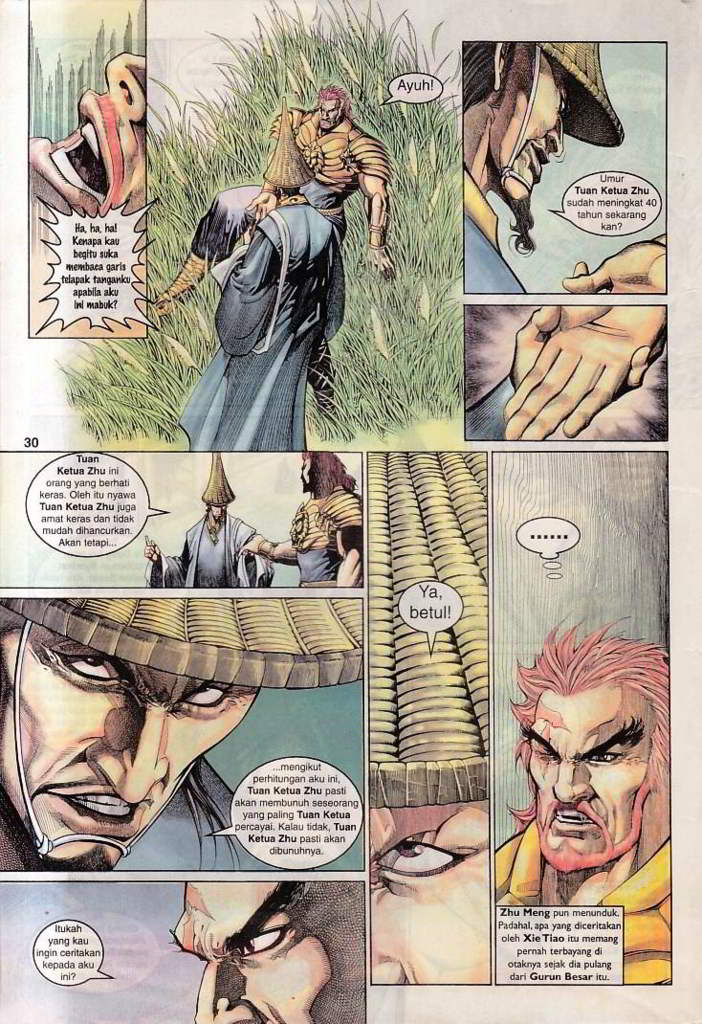 Ha, ha, ha!
Kenapa kau
begitu suka
membaca garis
telapak tanganku
apabila aku
ini mabuk?
Ayuh!
Umur
Tuan Ketua Zhu
sudah meningkat 40
tahun sekarang
kan?
30
Tuan
Ketua Zhu ini
orang yang berhati
keras. Oleh itu nyawa
Tuan Ketua Zhu juga
amat keras dan tidak
mudah dihancurkan.
Akan tetapi...
...mengikut
perhitungan aku ini,
Tuan Ketua Zhu pasti
akan membunuh seseorang
yang paling Tuan Ketua
percayai. Kalau tidak, Tuan
Ketua Zhu pasti akan
dibunuhnya.
Itukah
yang kau
ingin ceritakan
kepada aku
ini?
Ya,
betul!
......
Zhu Meng pun menunduk.
Padahal, apa yang diceritakan
oleh Xie Tiao itu memang
pernah terbayang di
otaknya sejak dia pulang
dari Gurun Besar itu.